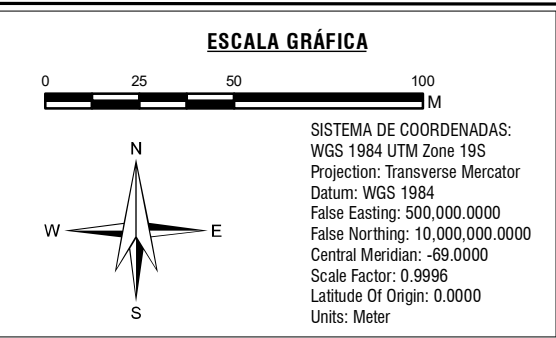 ESCALA GRÁFICA
0 25 50 100
M
SISTEMA DE COORDENADAS:
WGS 1984 UTM Zone 19S
Projection: Transverse Mercator
Datum: WGS 1984
False Easting: 500,000.0000
False Northing: 10,000,000.0000
Central Meridian: -69.0000
Scale Factor: 0.9996
Latitude Of Origin: 0.0000
Units: Meter
N
W E
S